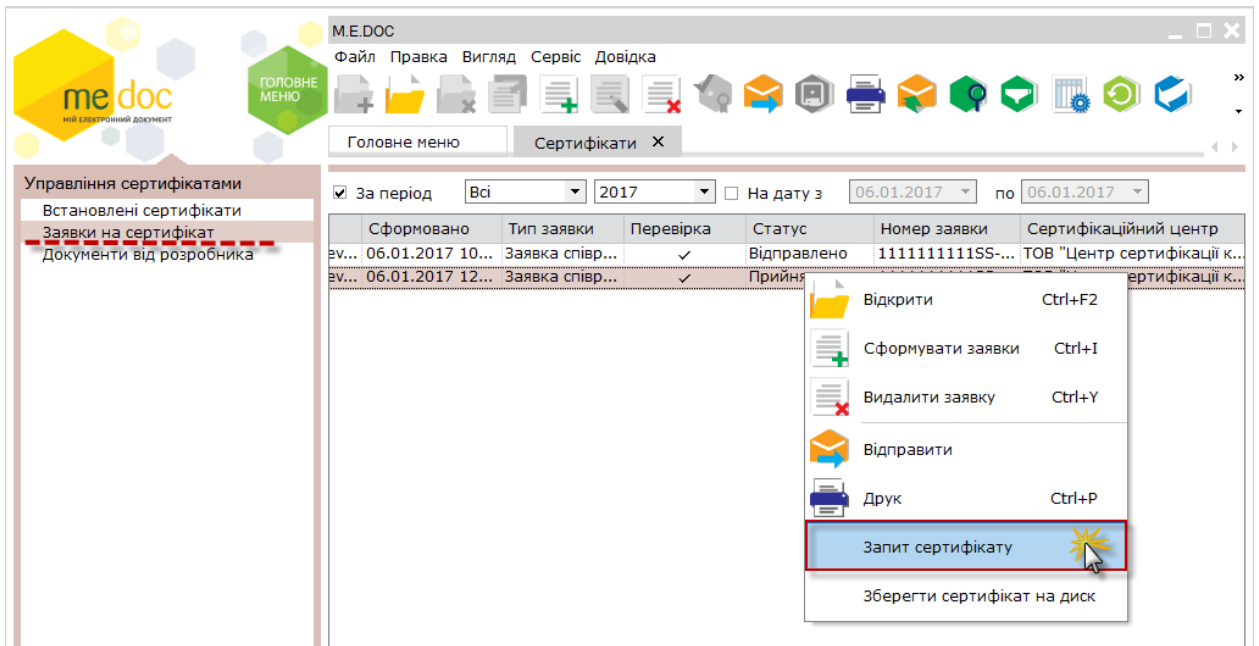 me doc
МІЙ ЕЛЕКТРОННИЙ ДОКУМЕНТ
ГОЛОВНЕ
МЕНЮ
M.E.DOC
Файл Правка Вигляд Сервіс Довідка
Головне меню Сертифікати X
Управління сертифікатами
Встановлені сертифікати
Заявки на сертифікат
Документи від розробника
За період Всі 2017 На дату з 06.01.2017 по 06.01.2017
Сформовано Тип заявки Перевірка Статус Номер заявки Сертифікаційний центр
ev... 06.01.2017 10... Заявка співр... ✓ Відправлено 1111111111SS-... ТОВ "Центр сертифікації к...
ev... 06.01.2017 12... Заявка співр... ✓
Відкрити Ctrl+F2
Сформувати заявки Ctrl+I
Видалити заявку Ctrl+Y
Відправити
Друк Ctrl+P
Запит сертифікату
Зберегти сертифікат на диск